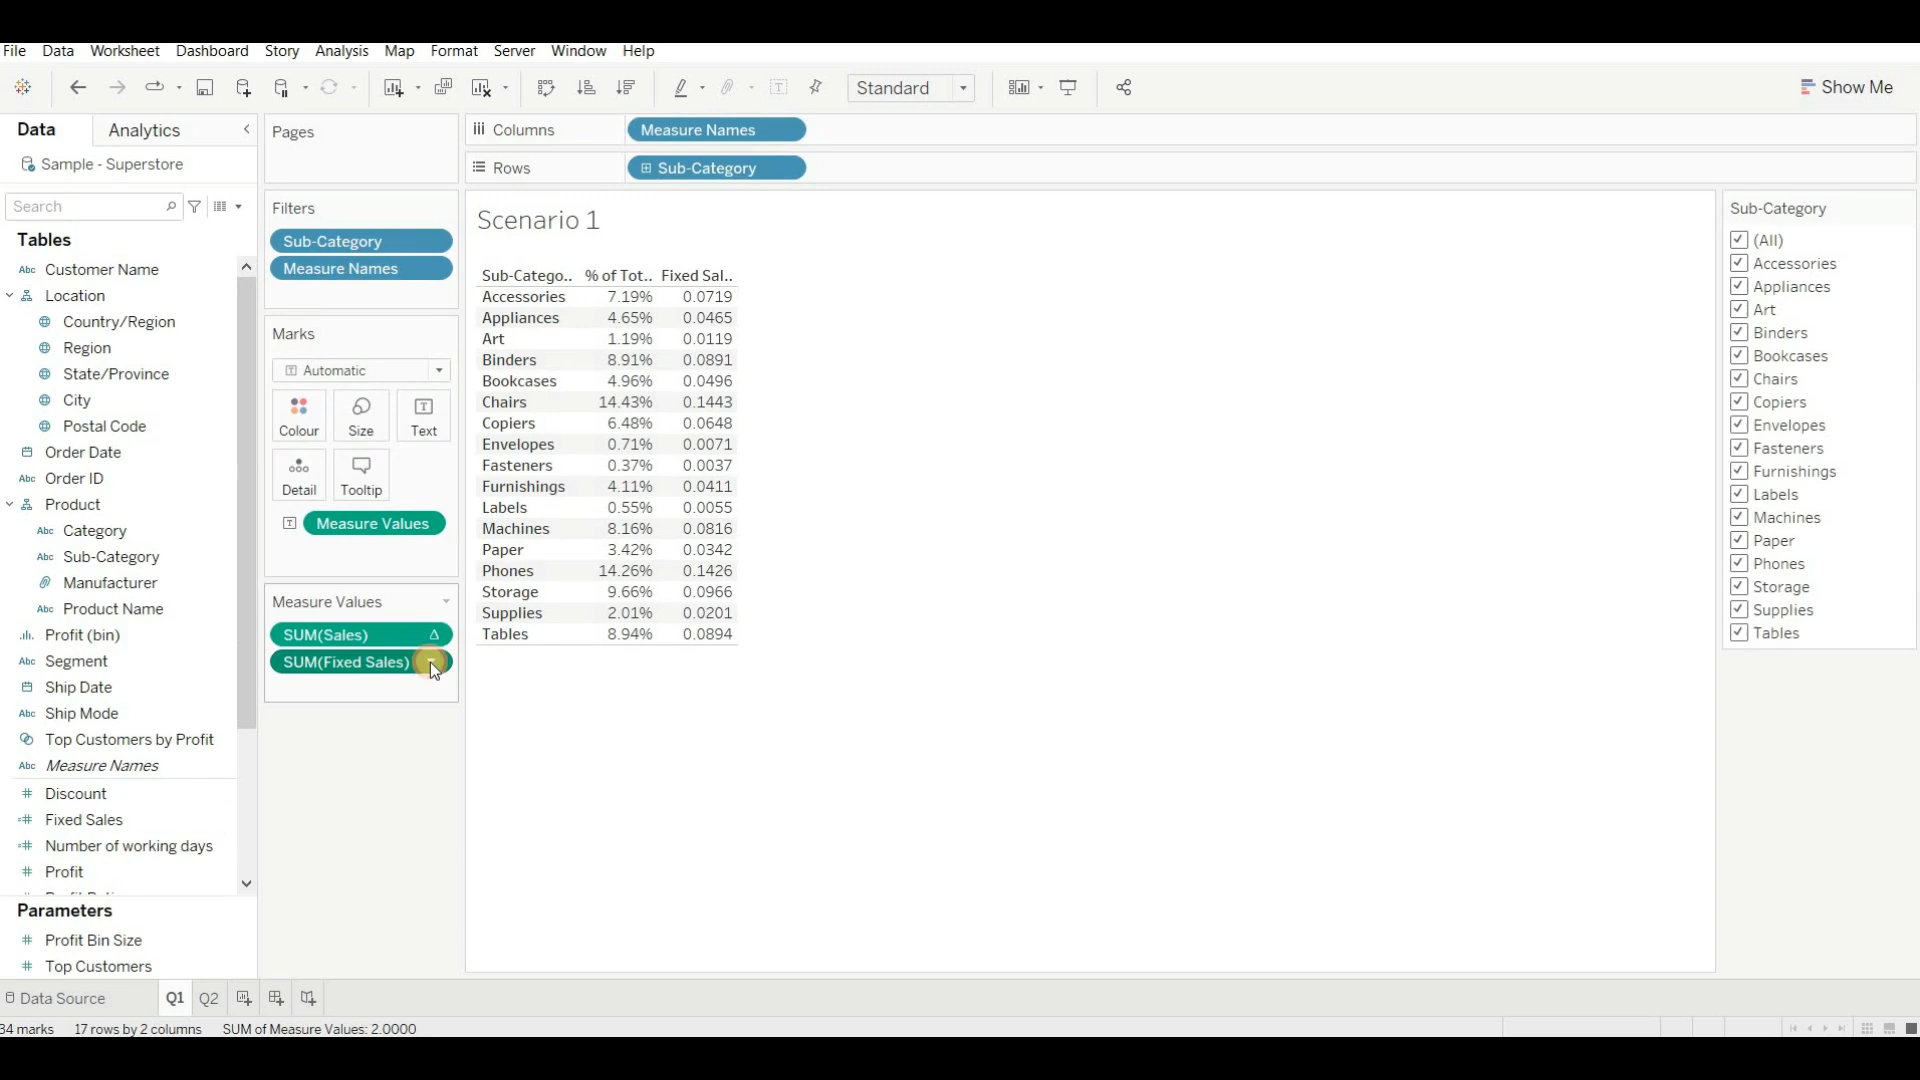 File Data Worksheet Dashboard Story Analysis Map Format Server Window Help
Standard
Show Me
Data Analytics
Sample - Superstore
Search
Tables
Customer Name
Location
Country/Region
Region
State/Province
City
Postal Code
Order Date
Order ID
Product
Category
Sub-Category
Manufacturer
Product Name
Profit (bin)
Segment
Ship Date
Ship Mode
Top Customers by Profit
Measure Names
Discount
Fixed Sales
Number of working days
Profit
Parameters
Profit Bin Size
Top Customers
Pages
Filters
Sub-Category
Measure Names
Marks
Automatic
Colour Size Text
Detail Tooltip
Measure Values
Measure Values
SUM(Sales)
SUM(Fixed Sales)
Columns Measure Names
Rows Sub-Category
Scenario 1
Sub-Catego.. % of Tot.. Fixed Sal..
Accessories 7.19% 0.0719
Appliances 4.65% 0.0465
Art 1.19% 0.0119
Binders 8.91% 0.0891
Bookcases 4.96% 0.0496
Chairs 14.43% 0.1443
Copiers 6.48% 0.0648
Envelopes 0.71% 0.0071
Fasteners 0.37% 0.0037
Furnishings 4.11% 0.0411
Labels 0.55% 0.0055
Machines 8.16% 0.0816
Paper 3.42% 0.0342
Phones 14.26% 0.1426
Storage 9.66% 0.0966
Supplies 2.01% 0.0201
Tables 8.94% 0.0894
Sub-Category
(All)
Accessories
Appliances
Art
Binders
Bookcases
Chairs
Copiers
Envelopes
Fasteners
Furnishings
Labels
Machines
Paper
Phones
Storage
Supplies
Tables
Data Source Q1 Q2
34 marks 17 rows by 2 columns SUM of Measure Values: 2.0000